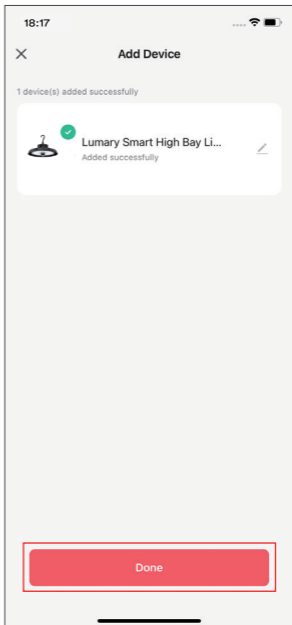 18:17
Add Device
1 device(s) added successfully
Lumary Smart High Bay Li...
Added successfully
Done